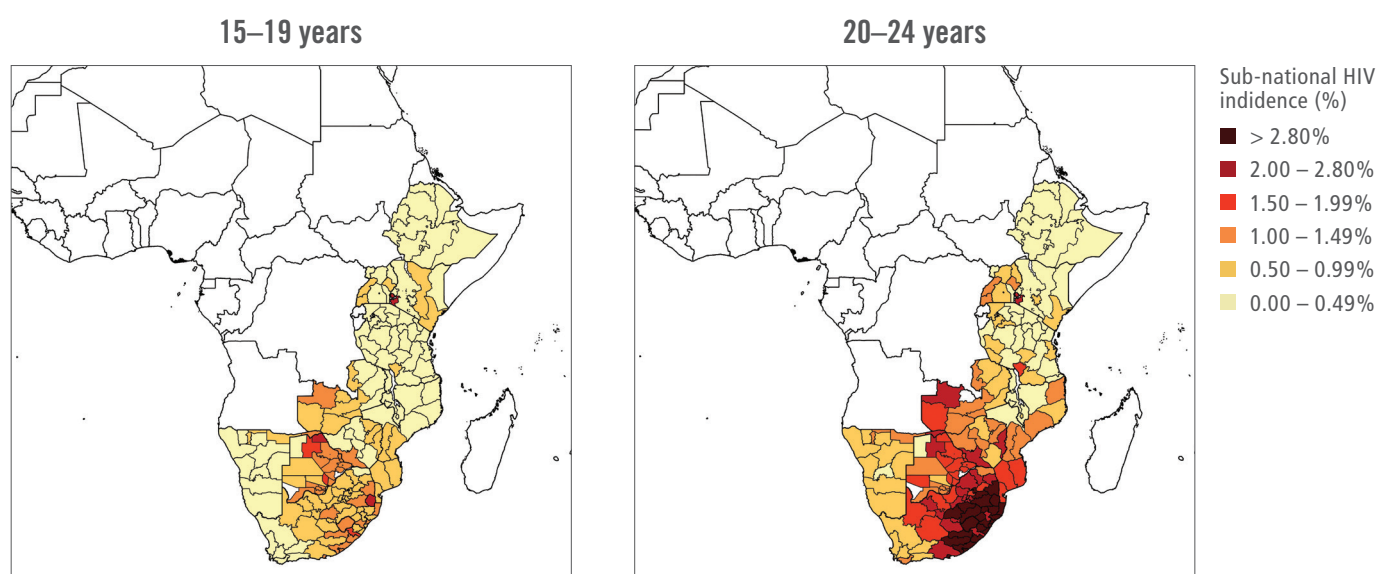 15–19 years
20–24 years
Sub-national HIV
indidence (%)
> 2.80%
2.00 – 2.80%
1.50 – 1.99%
1.00 – 1.49%
0.50 – 0.99%
0.00 – 0.49%